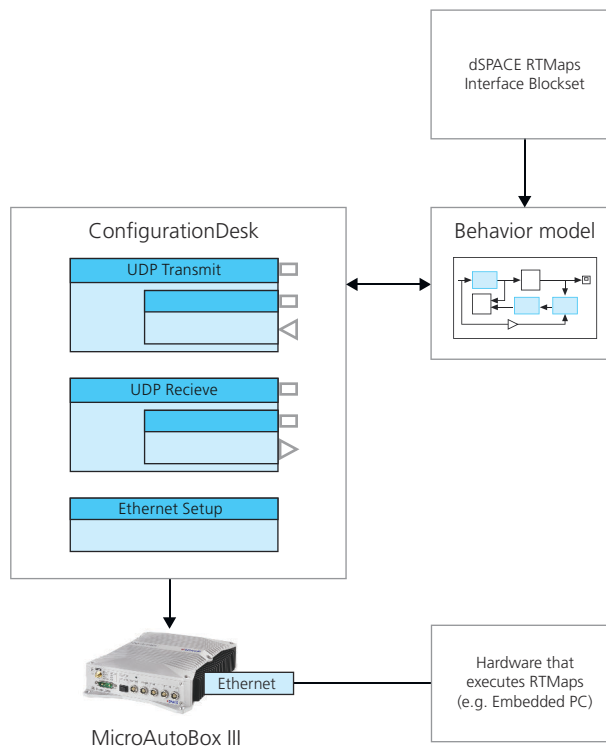 dSPACE RTMaps
Interface Blockset
ConfigurationDesk
UDP Transmit
UDP Recieve
Ethernet Setup
Behavior model
Ethernet
MicroAutoBox III
Hardware that
executes RTMaps
(e.g. Embedded PC)